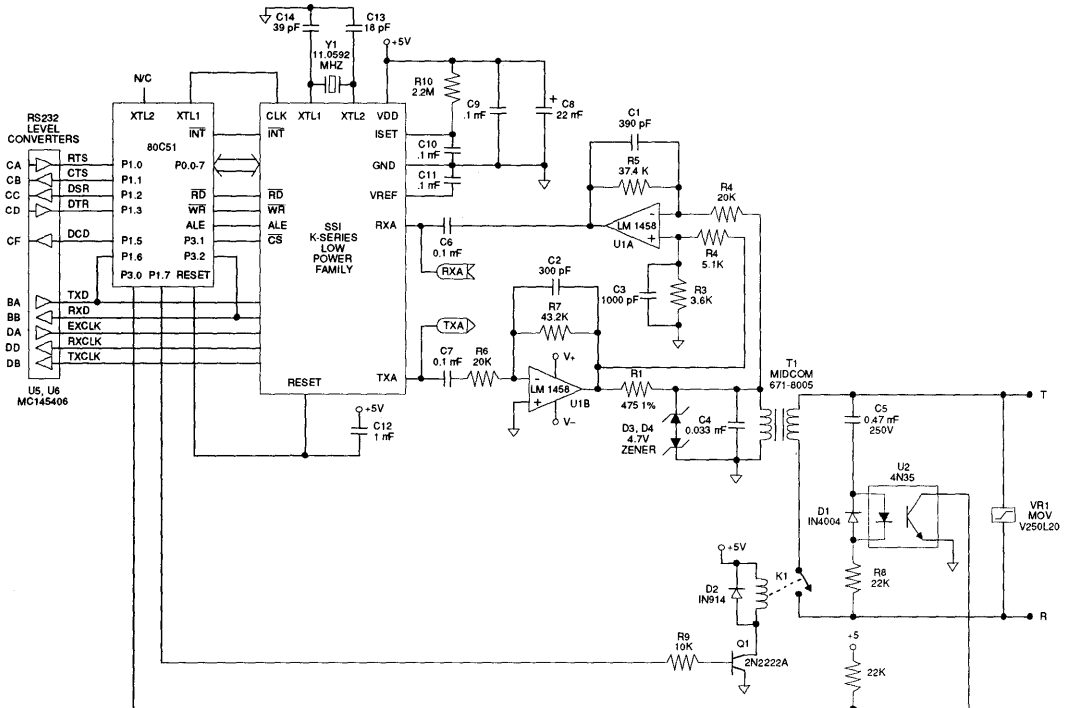 C14
39 pF
C13
18 pF
Y1
11.0592
MHZ
+5V
N/C
R10
2.2M
C9
.1 mF
+
C8
22 mF
RS232
LEVEL
CONVERTERS
XTL2
XTL1
INT
80C51
P0.0-7
P1.0
P1.1
P1.2
P1.3
P1.5
P1.6
P3.0
P1.7
RESET
RD
WR
ALE
P3.1
P3.2
CLK
XTL1
XTL2
VDD
INT
ISET
GND
VREF
RD
WR
ALE
CS
RXA
SSI
K-SERIES
LOW
POWER
FAMILY
TXA
RESET
CA
RTS
CB
CTS
CC
DSR
CD
DTR
CF
DCD
BA
TXD
BB
RXD
DA
EXCLK
DD
RXCLK
DB
TXCLK
U5, U6
MC145406
C10
.1 mF
C11
.1 mF
C1
390 pF
R5
37.4 K
-
LM 1458
+
U1A
R4
20K
R4
5.1K
C6
0.1 mF
RXA
C2
300 pF
C3
1000 pF
R3
3.6K
R7
43.2K
TXA
C7
0.1 mF
R6
20K
V+
-
LM 1458
+
U1B
V-
R1
475 1%
T1
MIDCOM
671-8005
D3, D4
4.7V
ZENER
C4
0.033 mF
+5V
C12
1 mF
C5
0.47 mF
250V
T
U2
4N35
D1
IN4004
VR1
MOV
V250L20
R8
22K
R
+5V
D2
IN914
K1
R9
10K
Q1
2N2222A
+5
22K